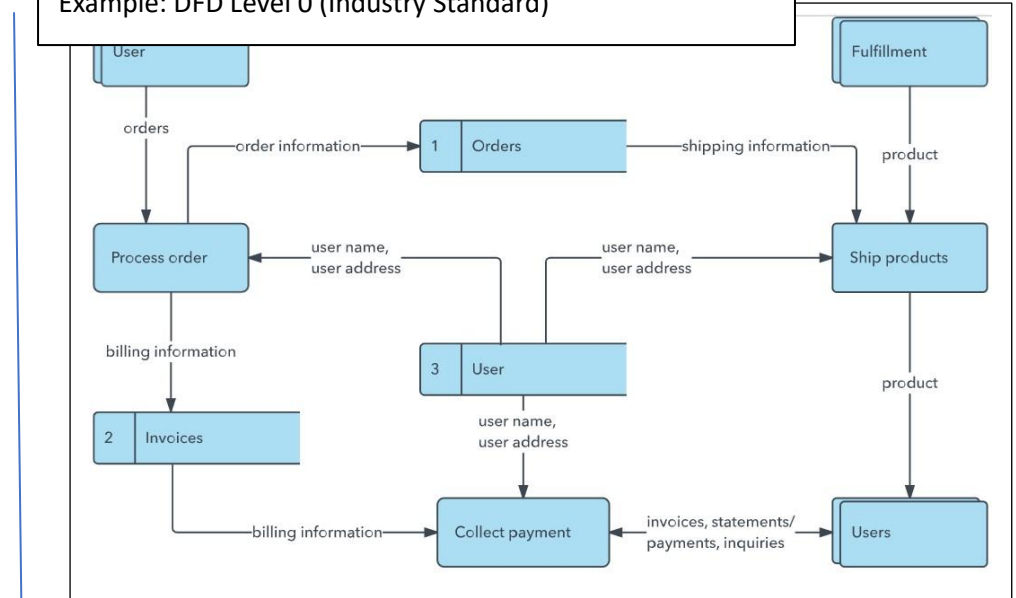 Example: DFD Level 0 (Industry Standard)
User
Fulfillment
orders
order information
1 Orders
shipping information
product
Process order
user name,
user address
user name,
user address
Ship products
billing information
3 User
product
2 Invoices
user name,
user address
billing information
Collect payment
invoices, statements/
payments, inquiries
Users